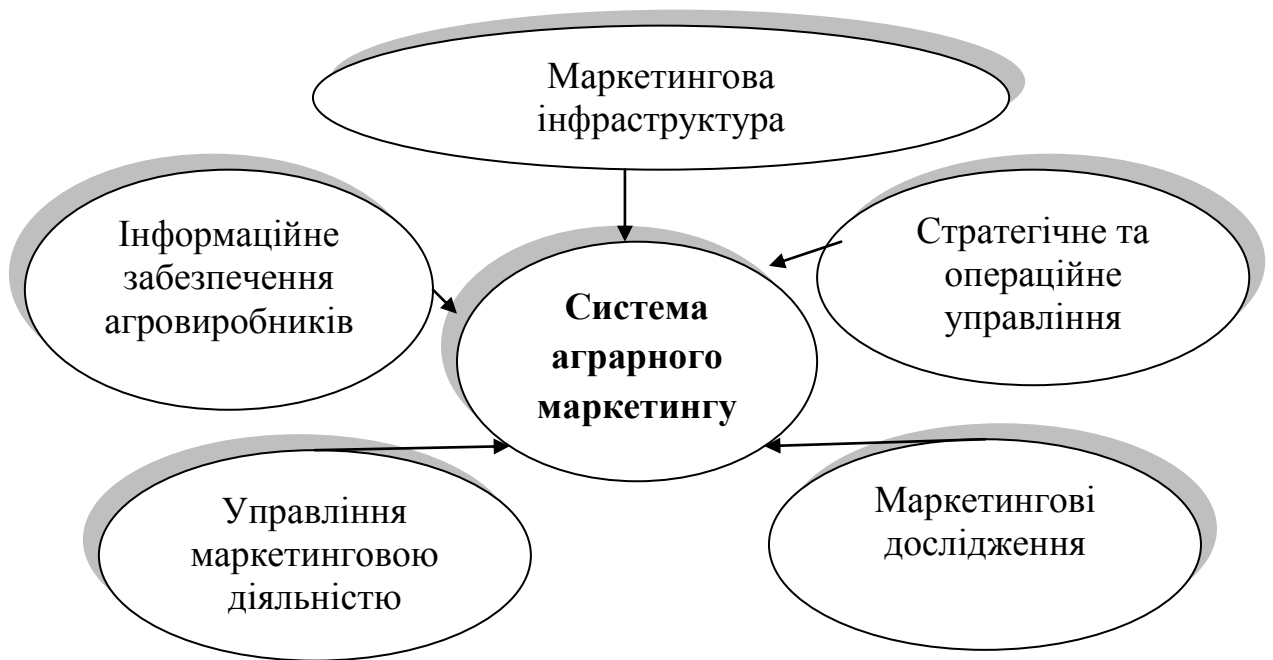 Маркетингова
інфраструктура
Інформаційне
забезпечення
агровиробників
Стратегічне та
операційне
управління
Система
аграрного
маркетингу
Управління
маркетинговою
діяльністю
Маркетингові
дослідження